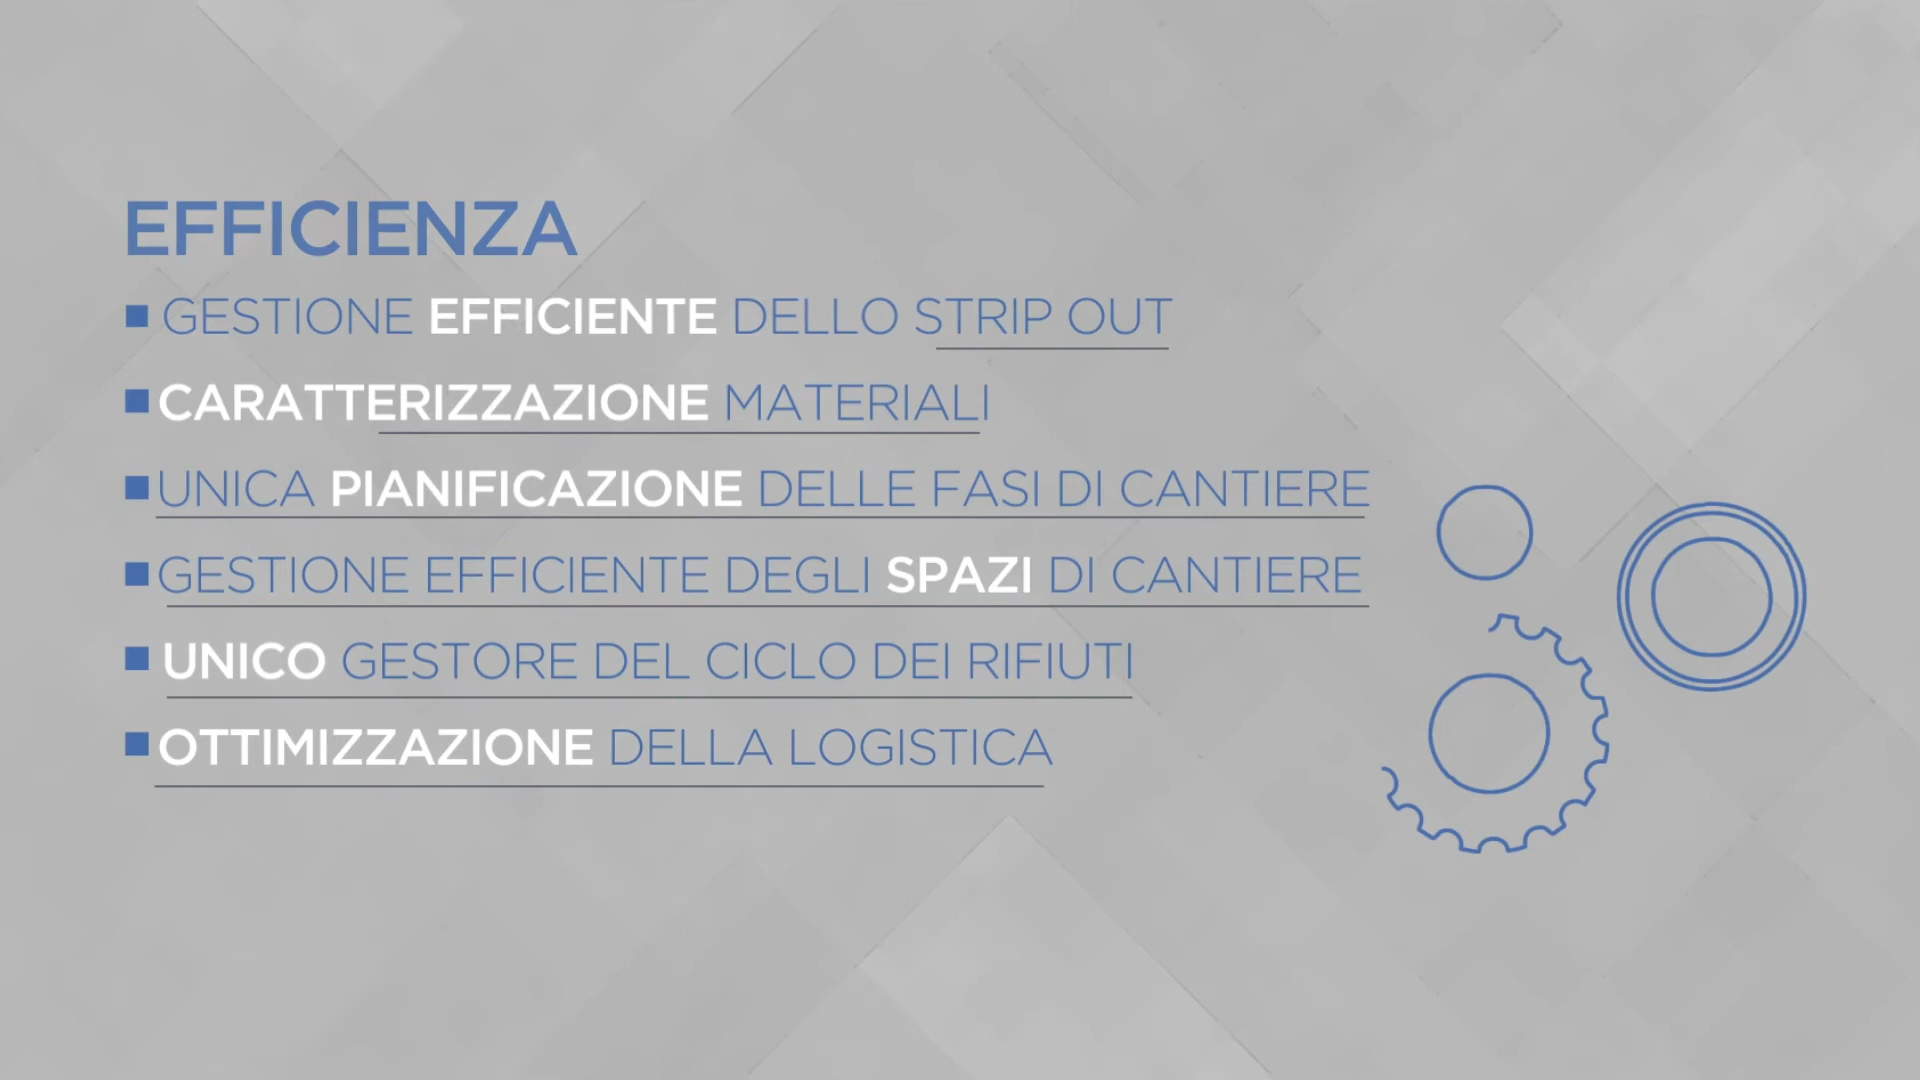 EFFICIENZA
GESTIONE EFFICIENTE DELLO STRIP OUT
CARATTERIZZAZIONE MATERIALI
UNICA PIANIFICAZIONE DELLE FASI DI CANTIERE
GESTIONE EFFICIENTE DEGLI SPAZI DI CANTIERE
UNICO GESTORE DEL CICLO DEI RIFIUTI
OTTIMIZZAZIONE DELLA LOGISTICA